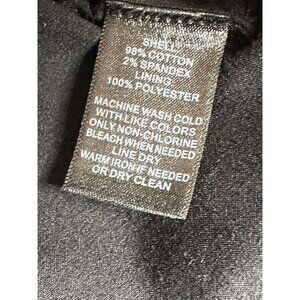 SHELL
98% COTTON
2% SPANDEX
LINING
100% POLYESTER
MACHINE WASH COLD
WITH LIKE COLORS
ONLY NON-CHLORINE
BLEACH WHEN NEEDED
LINE DRY
WARM IRON IF NEEDED
OR DRY CLEAN